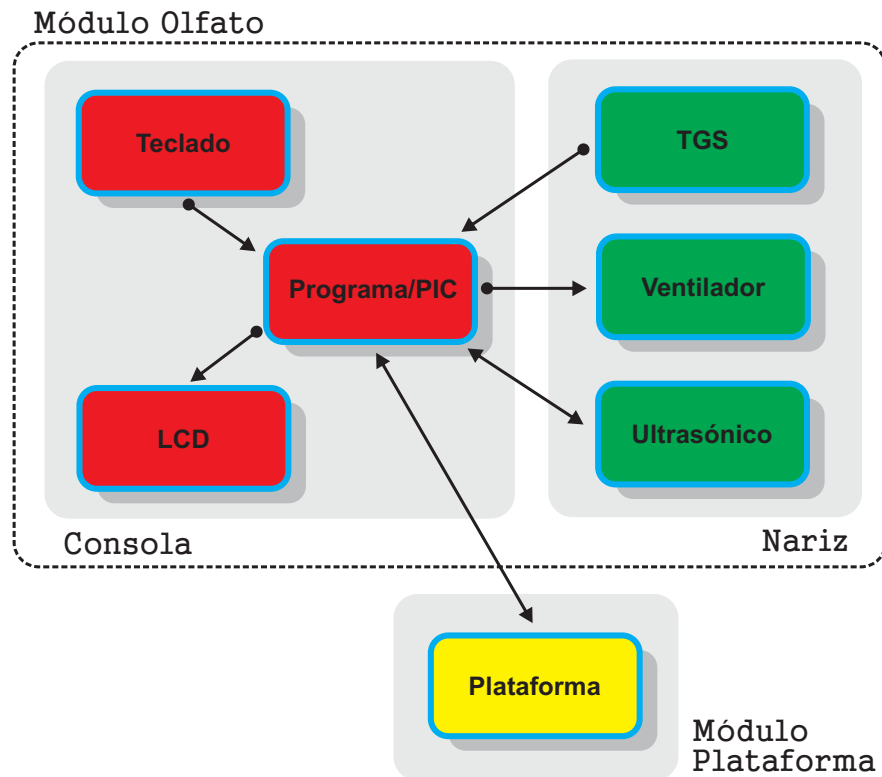 Módulo Olfato
Teclado
TGS
Programa/PIC
Ventilador
LCD
Ultrasónico
Consola
Nariz
Plataforma
Módulo
Plataforma